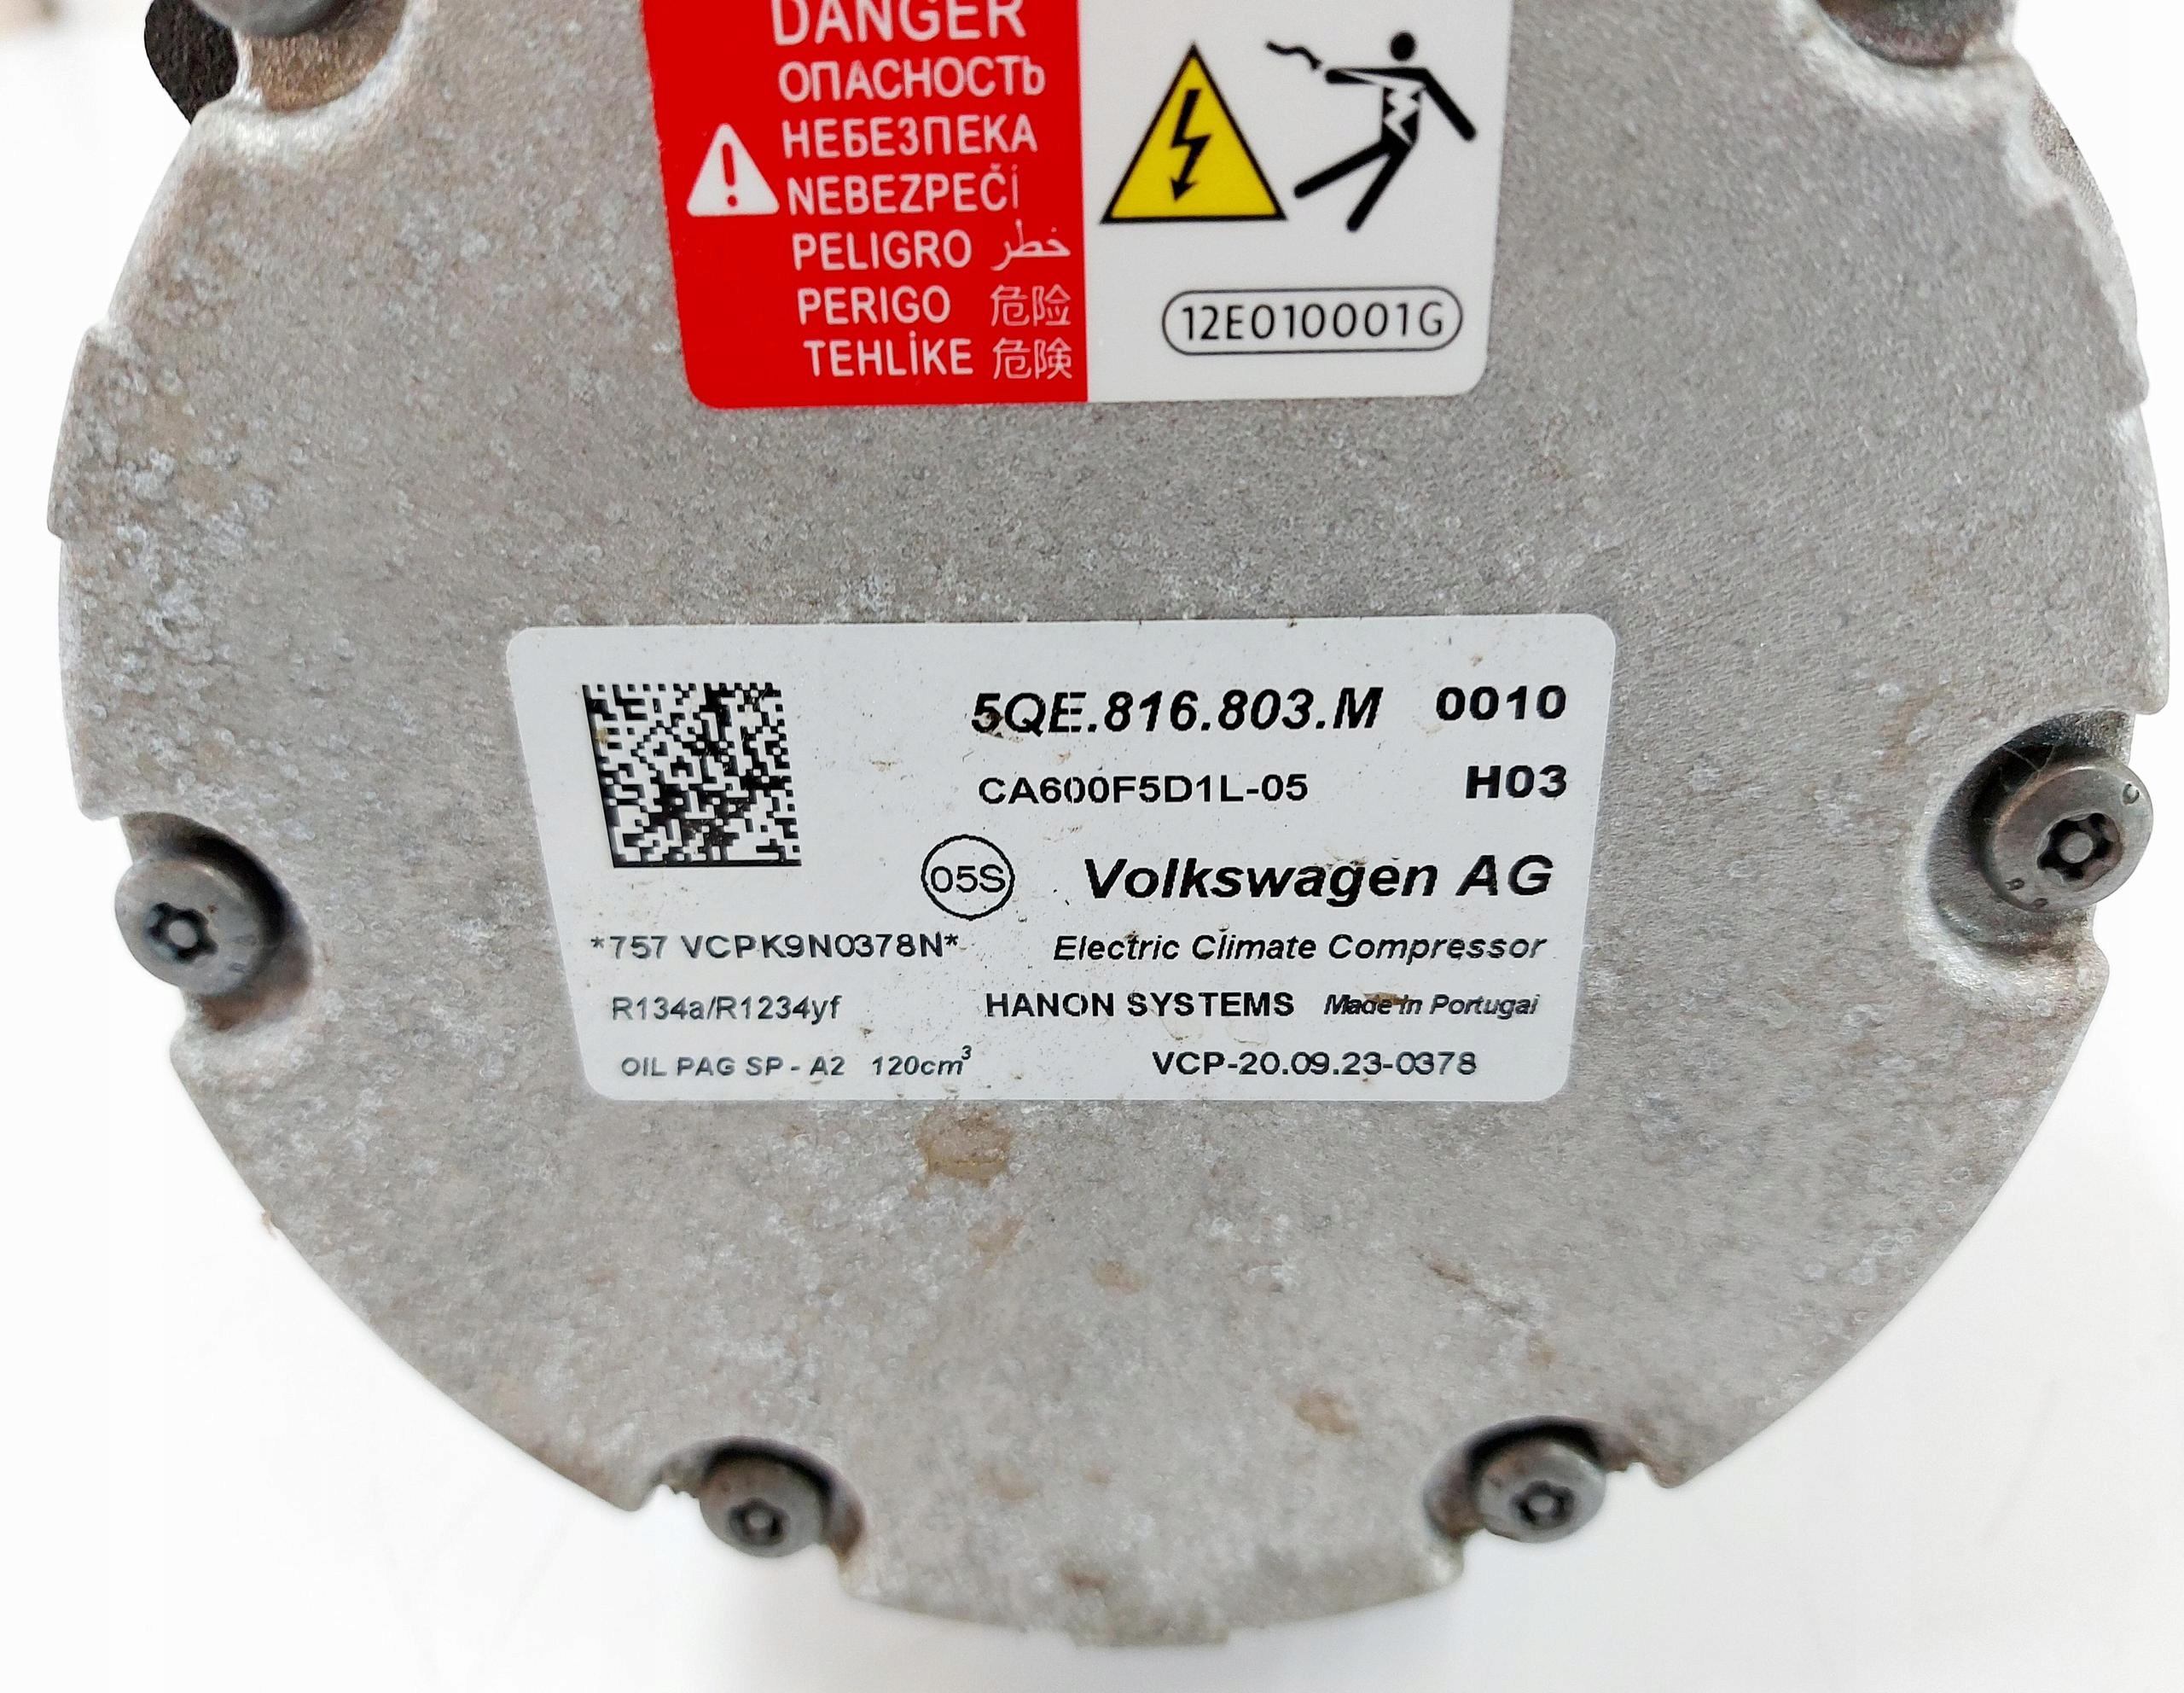 DANGER
ОПАСНОСТЬ
НЕБЕЗПЕКА
NEBEZPEČÍ
PELIGRO خطر
PERIGO 危险
TEHLİKE 危険
12E010001G
5QE.816.803.M 0010
CA600F5D1L-05 H03
05S Volkswagen AG
*757 VCPK9N0378N* Electric Climate Compressor
R134a/R1234yf HANON SYSTEMS Made in Portugal
OIL PAG SP - A2 120cm³ VCP-20.09.23-0378